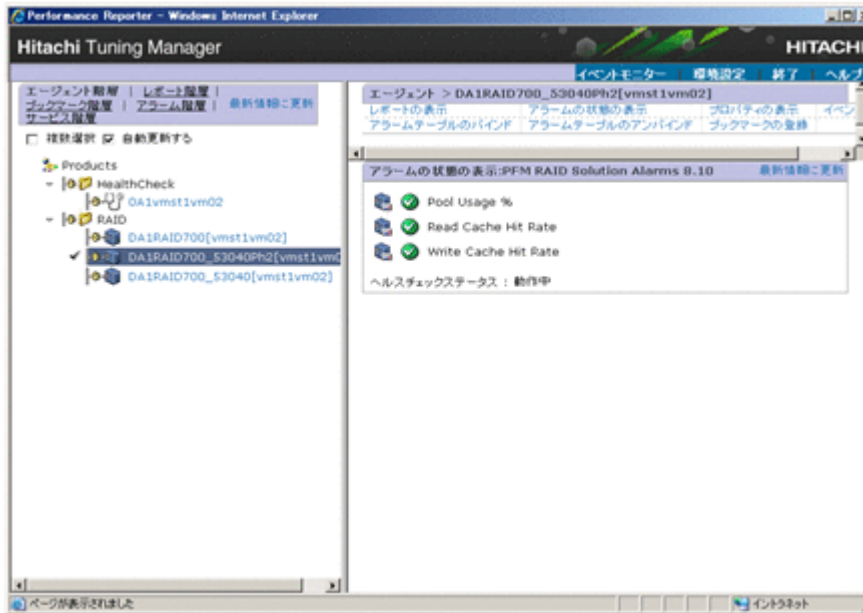 Performance Reporter - Windows Internet Explorer
Hitachi Tuning Manager
HITACHI
イベントモニター | 環境設定 | 終了 | ヘルプ
エージェント階層 | レポート階層 |
ブックマーク階層 | アラーム階層 | 最新情報に更新
サービス階層
複数選択 自動更新する
Products
HealthCheck
0A1vmst1vm02
RAID
DA1RAID700[vmst1vm02]
DA1RAID700_53040Ph2[vmst1vm0
DA1RAID700_53040[vmst1vm02]
エージェント > DA1RAID700_53040Ph2[vmst1vm02]
レポートの表示 アラームの状態の表示 プロパティの表示 イベン
アラームテーブルのバインド アラームテーブルのアンバインド ブックマークの登録
アラームの状態の表示:PFM RAID Solution Alarms 8.10 最新情報に更新
Pool Usage %
Read Cache Hit Rate
Write Cache Hit Rate
ヘルスチェックステータス : 動作中
ページが表示されました
イントラネット